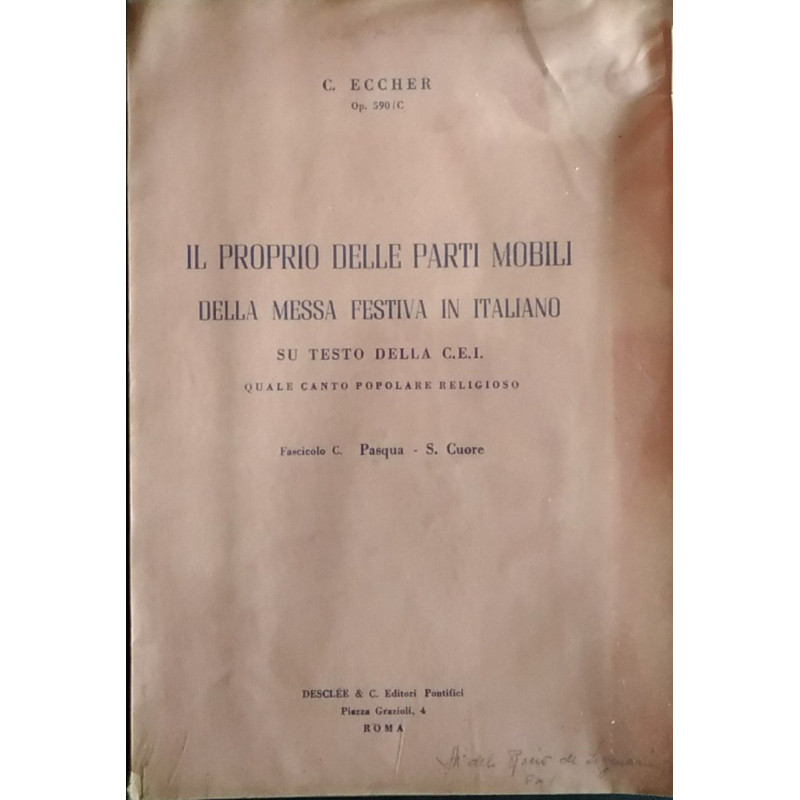 C. ECCHER
Op. 590/C
IL PROPRIO DELLE PARTI MOBILI
DELLA MESSA FESTIVA IN ITALIANO
SU TESTO DELLA C.E.I.
QUALE CANTO POPOLARE RELIGIOSO
Fascicolo C. Pasqua - S. Cuore
DESCLÉE & C. Editori Pontifici
Piazza Grazioli, 4
ROMA